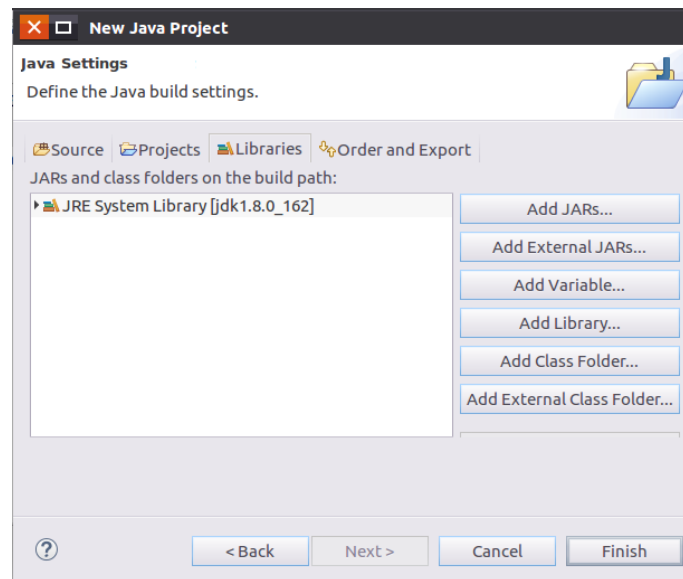 New Java Project
Java Settings
Define the Java build settings.
Source Projects Libraries Order and Export
JARs and class folders on the build path:
JRE System Library [jdk1.8.0_162]
Add JARs...
Add External JARs...
Add Variable...
Add Library...
Add Class Folder...
Add External Class Folder...
? < Back Next > Cancel Finish